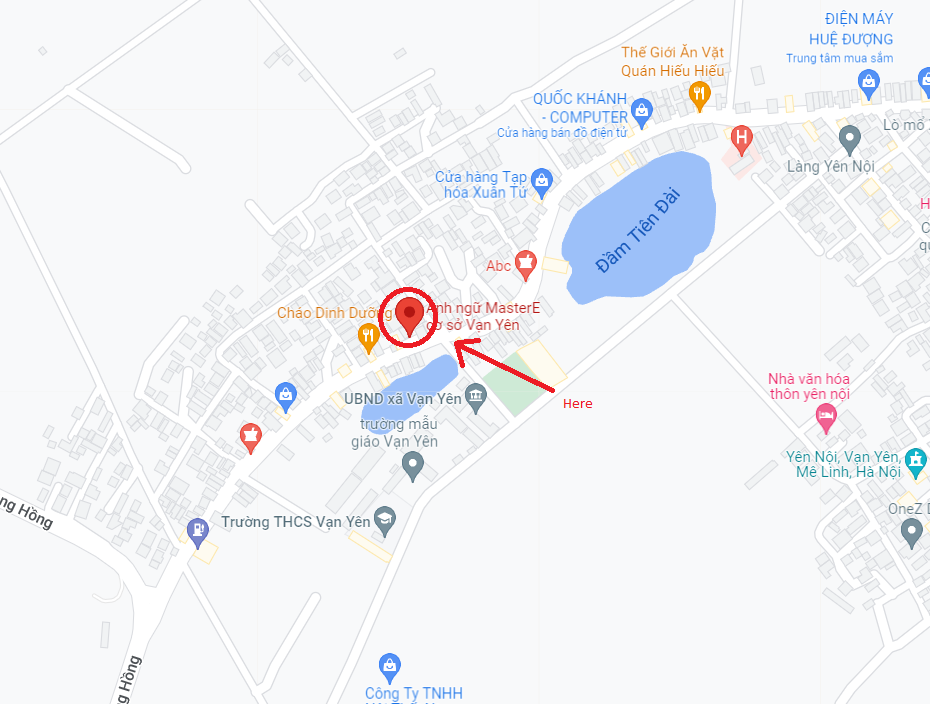 ĐIỆN MÁY
HUỆ ĐƯỢNG
Trung tâm mua sắm
Thế Giới Ăn Vặt
Quán Hiếu Hiếu
QUỐC KHÁNH
- COMPUTER
Cửa hàng bán đồ điện tử
Lò mổ
H
Làng Yên Nội
Cửa hàng Tạp
hóa Xuân Tứ
Đầm Tiên Đài
H
Abc
Cháo Dinh Dưỡng
Anh ngữ MasterE
cơ sở Vạn Yên
Here
UBND xã Vạn Yên
trường mẫu
giáo Vạn Yên
Nhà văn hóa
thôn yên nội
Yên Nội, Vạn Yên,
Mê Linh, Hà Nội
ng Hồng
Trường THCS Vạn Yên
OneZ
g Hồng
Công Ty TNHH